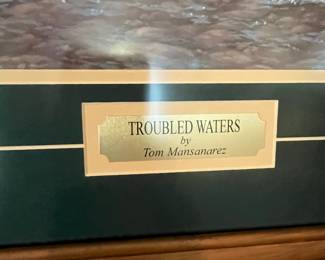 TROUBLED WATERS
by
Tom Mansanarez